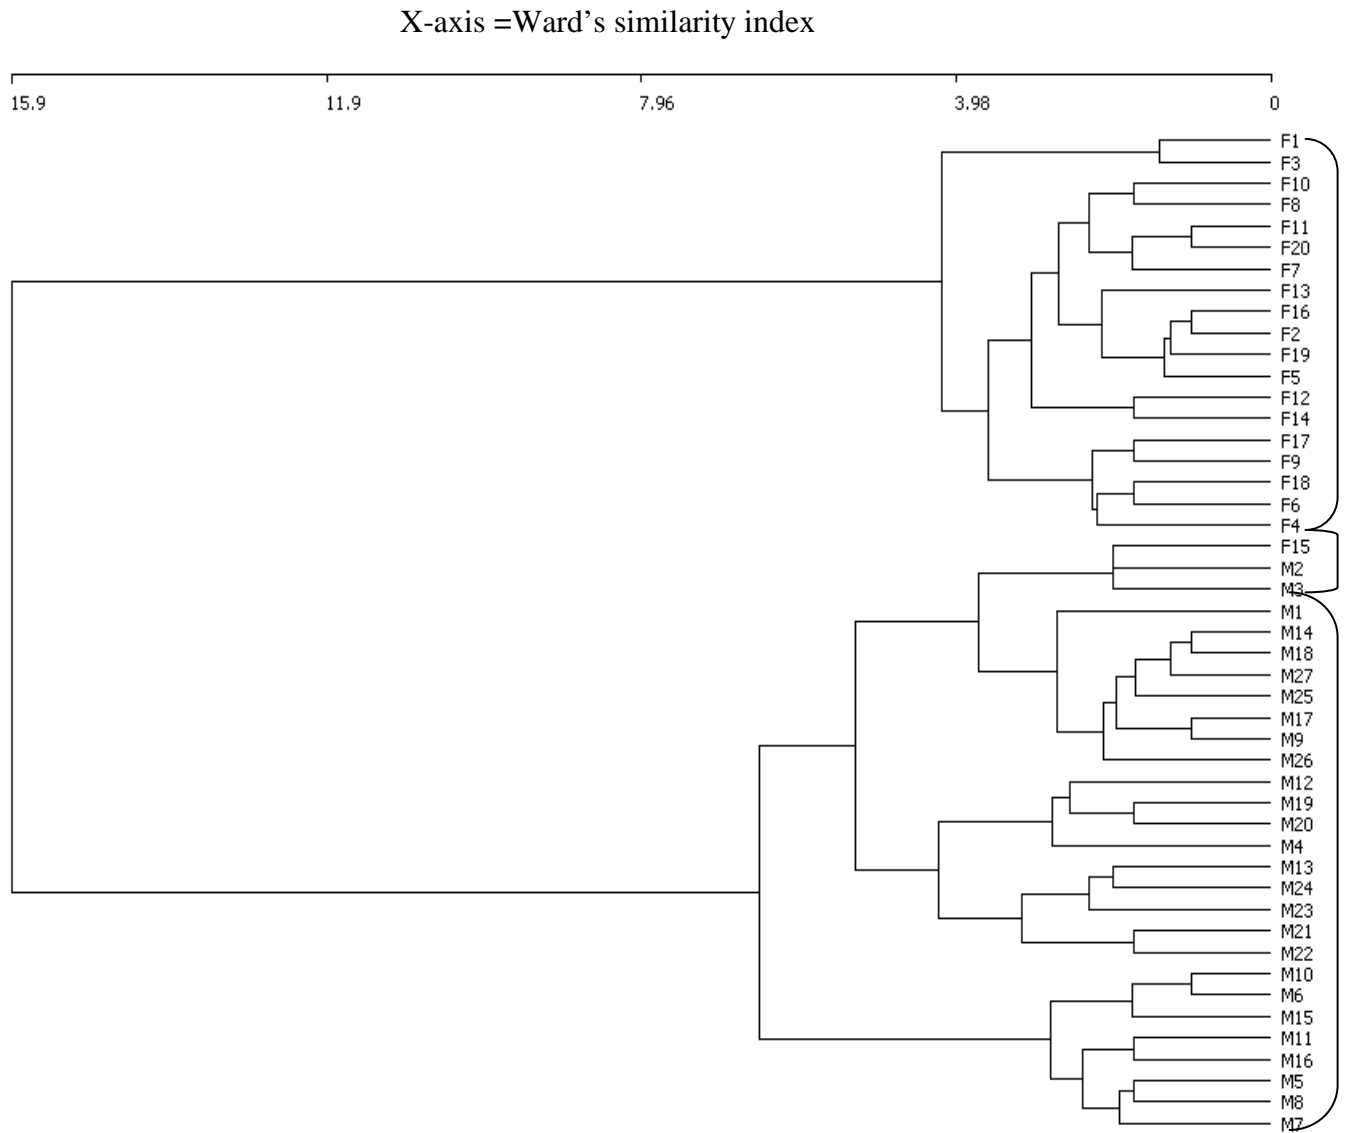 X-axis =Ward’s similarity index
15.9 11.9 7.96 3.98 0
F1
F3
F10
F8
F11
F20
F7
F13
F16
F2
F19
F5
F12
F14
F17
F9
F18
F6
F4
F15
M2
M3
M1
M14
M18
M27
M25
M17
M9
M26
M12
M19
M20
M4
M13
M24
M23
M21
M22
M10
M6
M15
M11
M16
M5
M8
M7